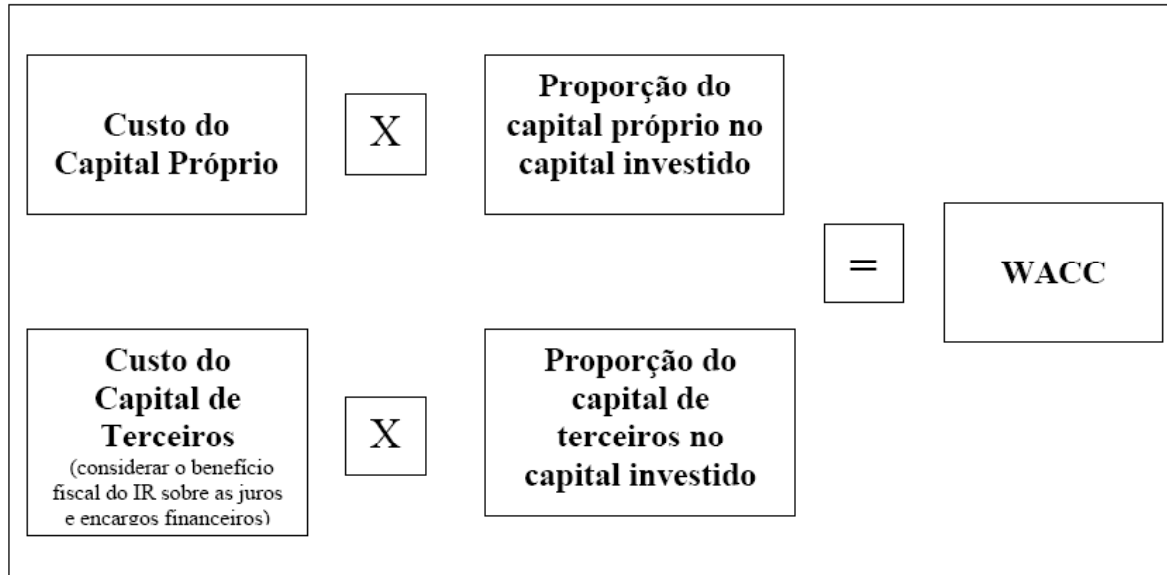 Custo do
Capital Próprio
X
Proporção do
capital próprio no
capital investido
=
WACC
Custo do
Capital de
Terceiros
(considerar o benefício
fiscal do IR sobre as juros
e encargos financeiros)
X
Proporção do
capital de
terceiros no
capital investido